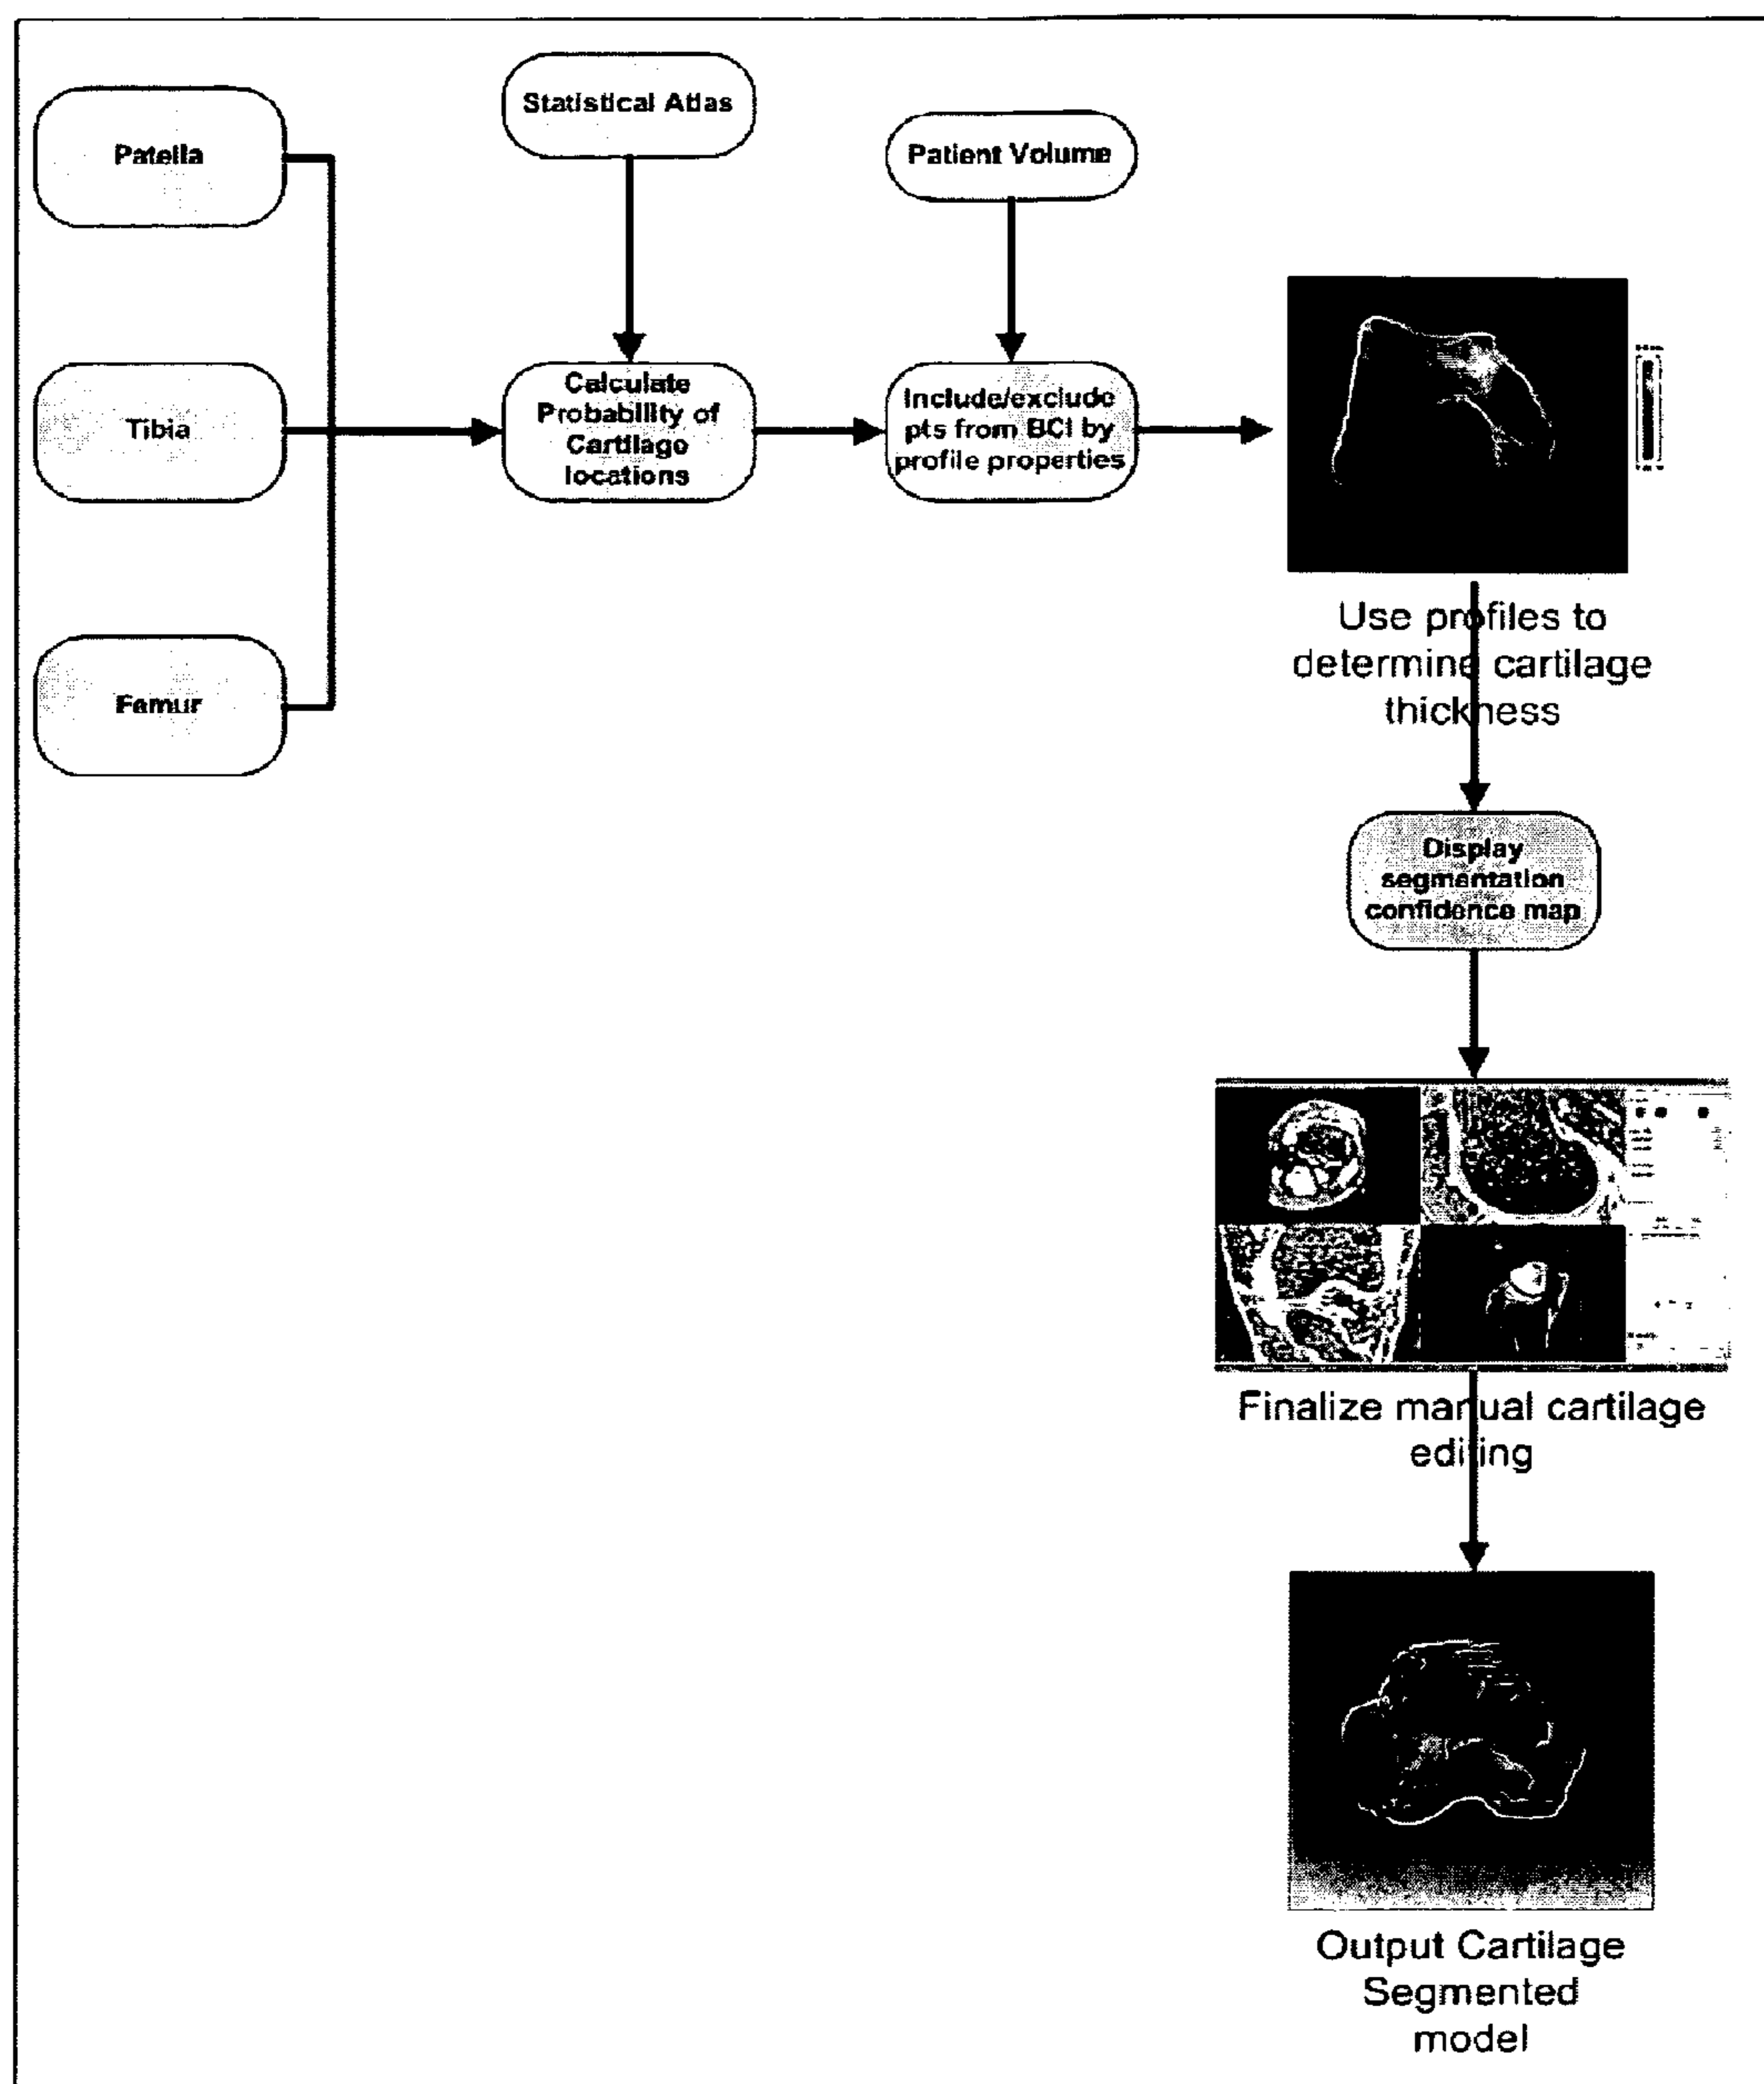 Patella
Statistical Atlas
Patient Volume
Tibia
Calculate
Probability of
Cartilage
locations
Include/exclude
pts from BCI by
profile properties
Use profiles to
determine cartilage
thickness
Femur
Display
segmentation
confidence map
Finalize manual cartilage
editing
Output Cartilage
Segmented
model